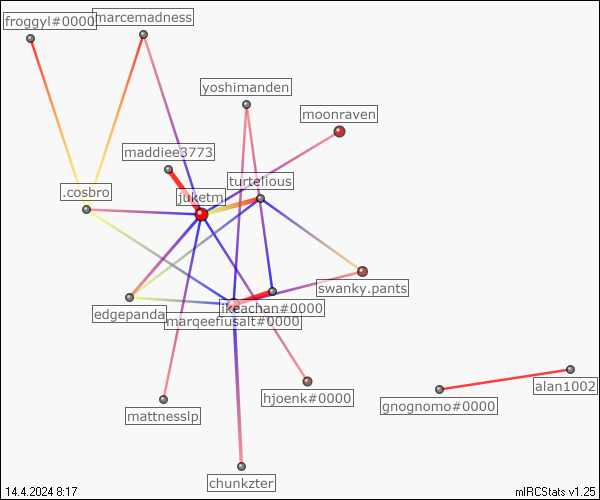 froggyl#0000
marcemadness
yoshimanden
moonraven
maddiee3773
.cosbro
turtelious
juketm
swanky.pants
edgepanda
ikeachan#0000
marqeefiusalt#0000
alan1002
hjoenk#0000
gnognomo#0000
mattnesslp
chunkzter
14.4.2024 8:17
mIRCStats v1.25